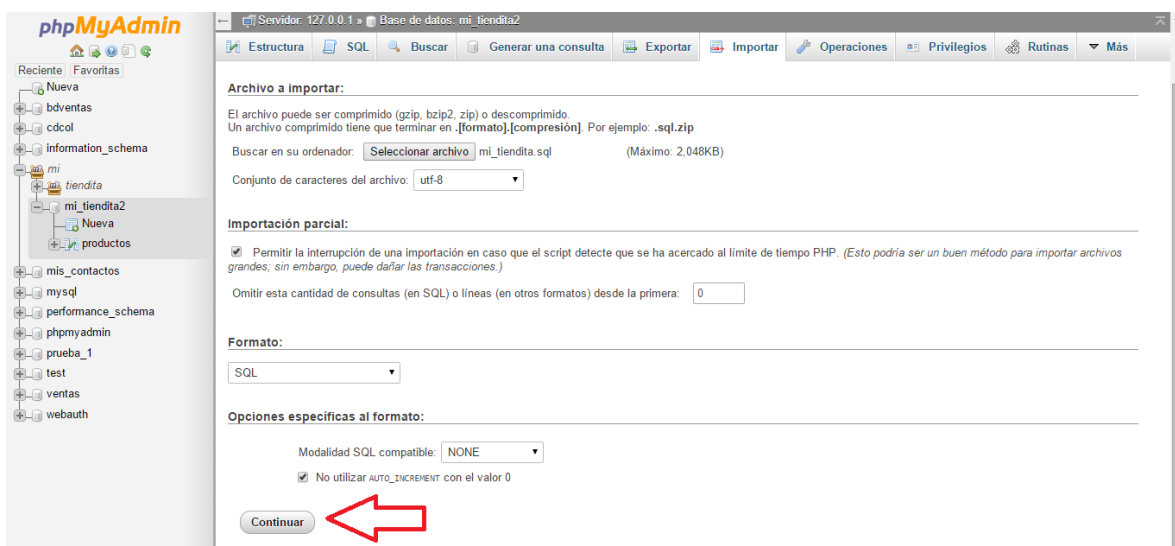 phpMyAdmin
Reciente Favoritas
Nueva
bdventas
cdcol
information_schema
mi
tiendita
mi_tiendita2
Nueva
productos
mis_contactos
mysql
performance_schema
phpmyadmin
prueba_1
test
ventas
webauth
Servidor: 127.0.0.1 » Base de datos: mi_tiendita2
Estructura SQL Buscar Generar una consulta Exportar Importar Operaciones Privilegios Rutinas Más
Archivo a importar:
El archivo puede ser comprimido (gzip, bzip2, zip) o descomprimido.
Un archivo comprimido tiene que terminar en .[formato].[compresión]. Por ejemplo: .sql.zip
Buscar en su ordenador: Seleccionar archivo mi_tiendita.sql (Máximo: 2,048KB)
Conjunto de caracteres del archivo: utf-8
Importación parcial:
Permitir la interrupción de una importación en caso que el script detecte que se ha acercado al límite de tiempo PHP. (Esto podría ser un buen método para importar archivos
grandes; sin embargo, puede dañar las transacciones.)
Omitir esta cantidad de consultas (en SQL) o líneas (en otros formatos) desde la primera: 0
Formato:
SQL
Opciones específicas al formato:
Modalidad SQL compatible: NONE
No utilizar AUTO_INCREMENT con el valor 0
Continuar